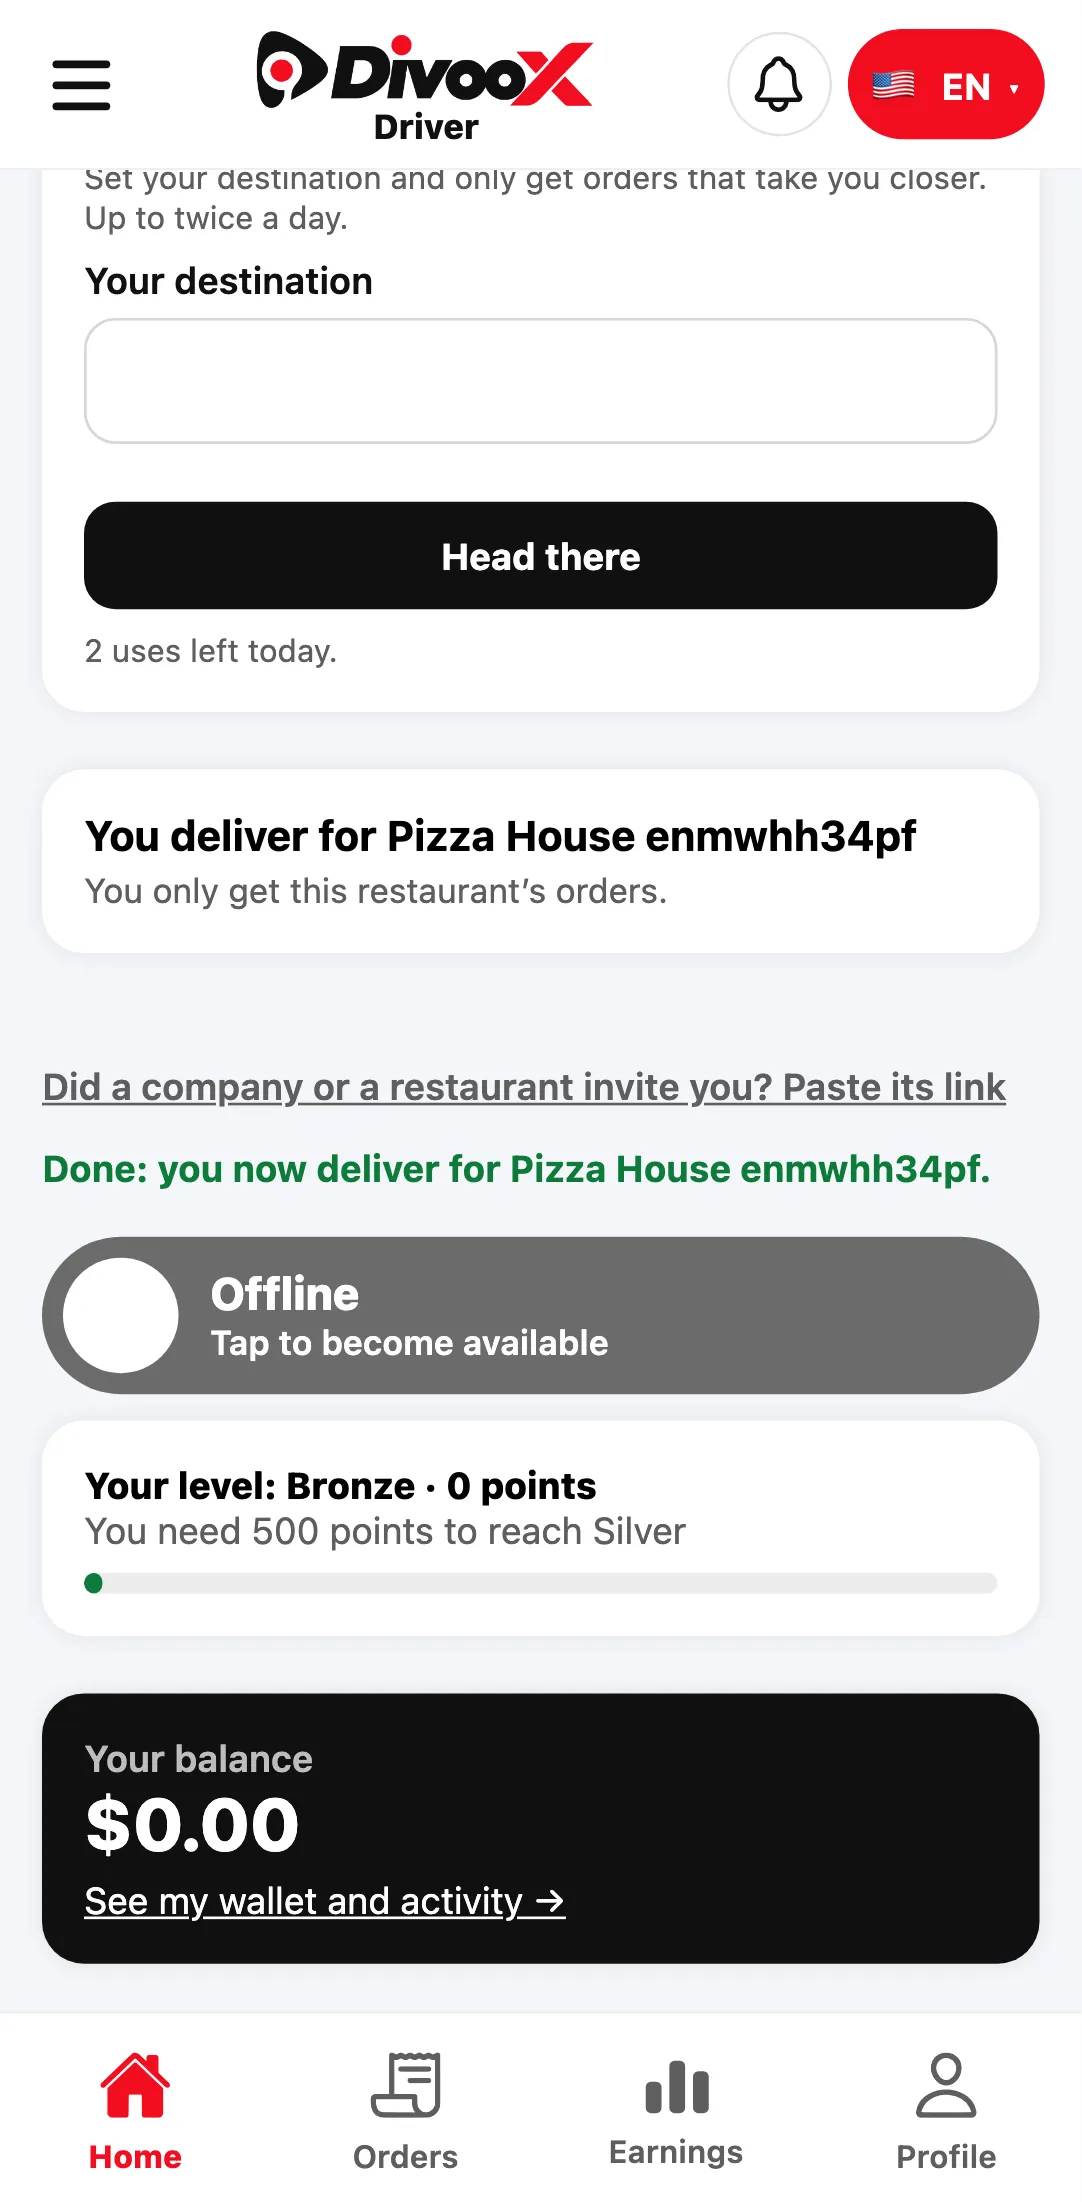 DivooX
Driver
EN
Set your destination and only get orders that take you closer.
Up to twice a day.
Your destination
Head there
2 uses left today.
You deliver for Pizza House enmwhh34pf
You only get this restaurant’s orders.
Did a company or a restaurant invite you? Paste its link
Done: you now deliver for Pizza House enmwhh34pf.
Offline
Tap to become available
Your level: Bronze · 0 points
You need 500 points to reach Silver
Your balance
$0.00
See my wallet and activity →
Home
Orders
Earnings
Profile